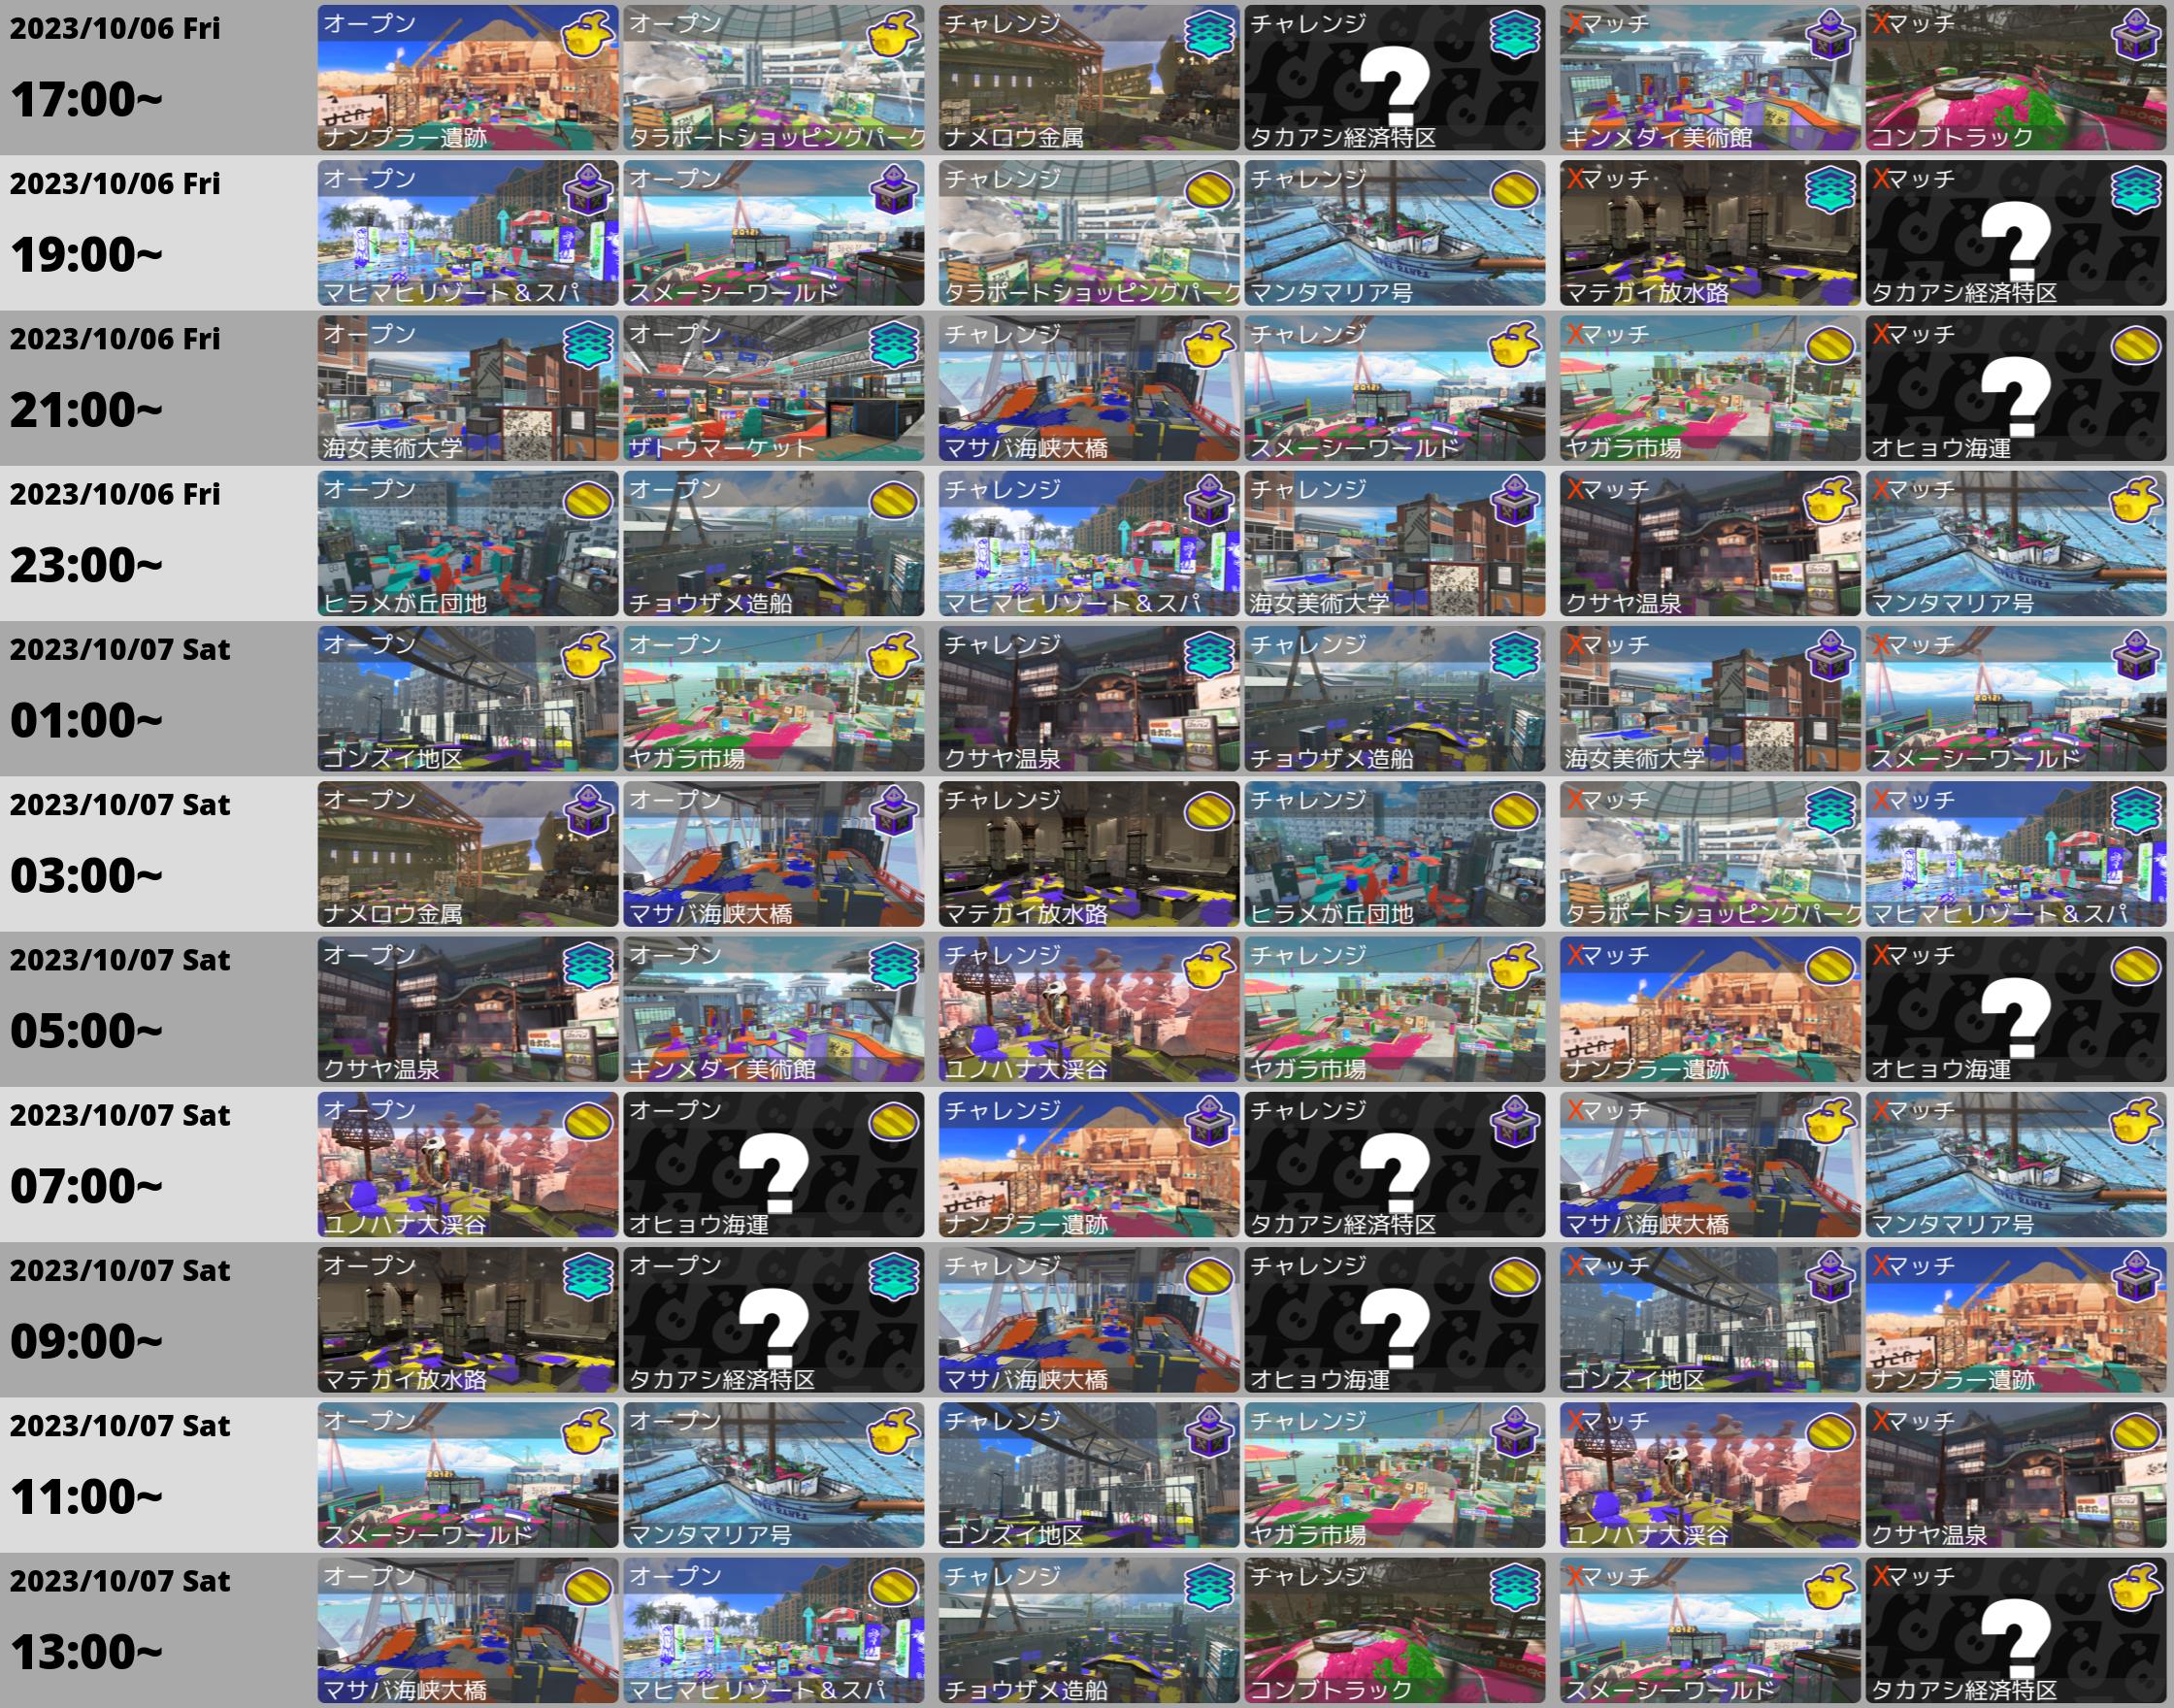 2023/10/06 Fri
17:00~
オープン
ナンプラー遺跡
オープン
タラポートショッピングパーク
チャレンジ
ナメロウ金属
チャレンジ
タカアシ経済特区
Xマッチ
キンメダイ美術館
Xマッチ
コンブトラック
2023/10/06 Fri
19:00~
オープン
マヒマヒリゾート＆スパ
オープン
スメーシーワールド
チャレンジ
タラポートショッピングパーク
チャレンジ
マンタマリア号
Xマッチ
マテガイ放水路
Xマッチ
タカアシ経済特区
2023/10/06 Fri
21:00~
オープン
海女美術大学
オープン
ザトウマーケット
チャレンジ
マサバ海峡大橋
チャレンジ
スメーシーワールド
Xマッチ
ヤガラ市場
Xマッチ
オヒョウ海運
2023/10/06 Fri
23:00~
オープン
ヒラメが丘団地
オープン
チョウザメ造船
チャレンジ
マヒマヒリゾート＆スパ
チャレンジ
海女美術大学
Xマッチ
クサヤ温泉
Xマッチ
マンタマリア号
2023/10/07 Sat
01:00~
オープン
ゴンズイ地区
オープン
ヤガラ市場
チャレンジ
クサヤ温泉
チャレンジ
チョウザメ造船
Xマッチ
海女美術大学
Xマッチ
スメーシーワールド
2023/10/07 Sat
03:00~
オープン
ナメロウ金属
オープン
マサバ海峡大橋
チャレンジ
マテガイ放水路
チャレンジ
ヒラメが丘団地
Xマッチ
タラポートショッピングパーク
Xマッチ
マヒマヒリゾート＆スパ
2023/10/07 Sat
05:00~
オープン
クサヤ温泉
オープン
キンメダイ美術館
チャレンジ
ユノハナ大渓谷
チャレンジ
ヤガラ市場
Xマッチ
ナンプラー遺跡
Xマッチ
オヒョウ海運
2023/10/07 Sat
07:00~
オープン
ユノハナ大渓谷
オープン
オヒョウ海運
チャレンジ
ナンプラー遺跡
チャレンジ
タカアシ経済特区
Xマッチ
マサバ海峡大橋
Xマッチ
マンタマリア号
2023/10/07 Sat
09:00~
オープン
マテガイ放水路
オープン
タカアシ経済特区
チャレンジ
マサバ海峡大橋
チャレンジ
オヒョウ海運
Xマッチ
ゴンズイ地区
Xマッチ
ナンプラー遺跡
2023/10/07 Sat
11:00~
オープン
スメーシーワールド
オープン
マンタマリア号
チャレンジ
ゴンズイ地区
チャレンジ
ヤガラ市場
Xマッチ
ユノハナ大渓谷
Xマッチ
クサヤ温泉
2023/10/07 Sat
13:00~
オープン
マサバ海峡大橋
オープン
マヒマヒリゾート＆スパ
チャレンジ
チョウザメ造船
チャレンジ
コンブトラック
Xマッチ
スメーシーワールド
Xマッチ
タカアシ経済特区